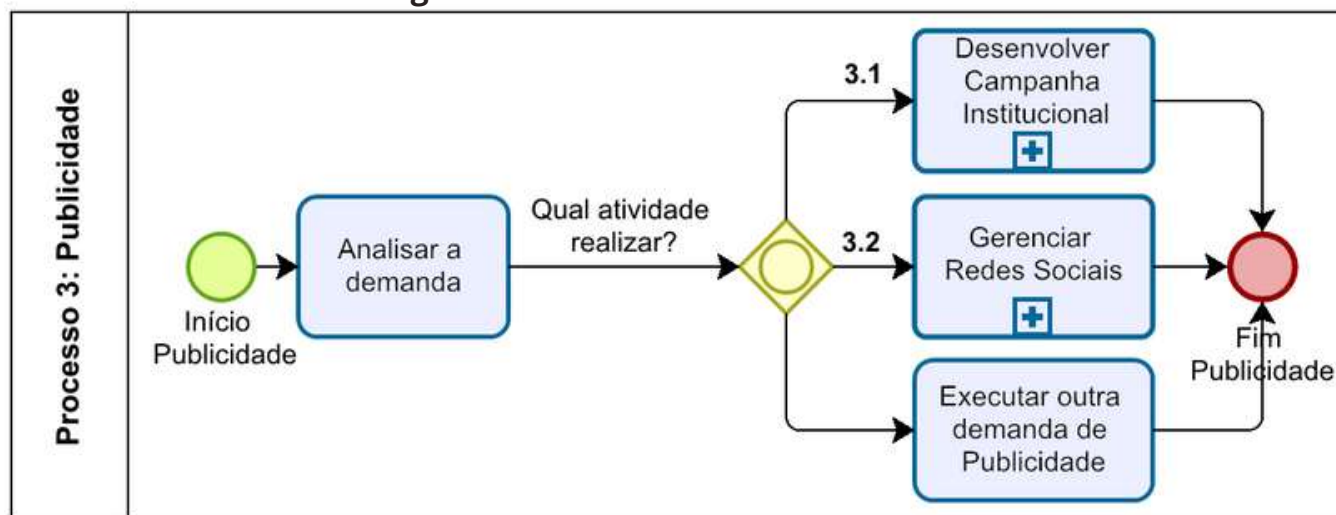 Processo 3: Publicidade
Início
Publicidade
Analisar a
demanda
Qual atividade
realizar?
3.1
Desenvolver
Campanha
Institucional
3.2
Gerenciar
Redes Sociais
Executar outra
demanda de
Publicidade
Fim
Publicidade